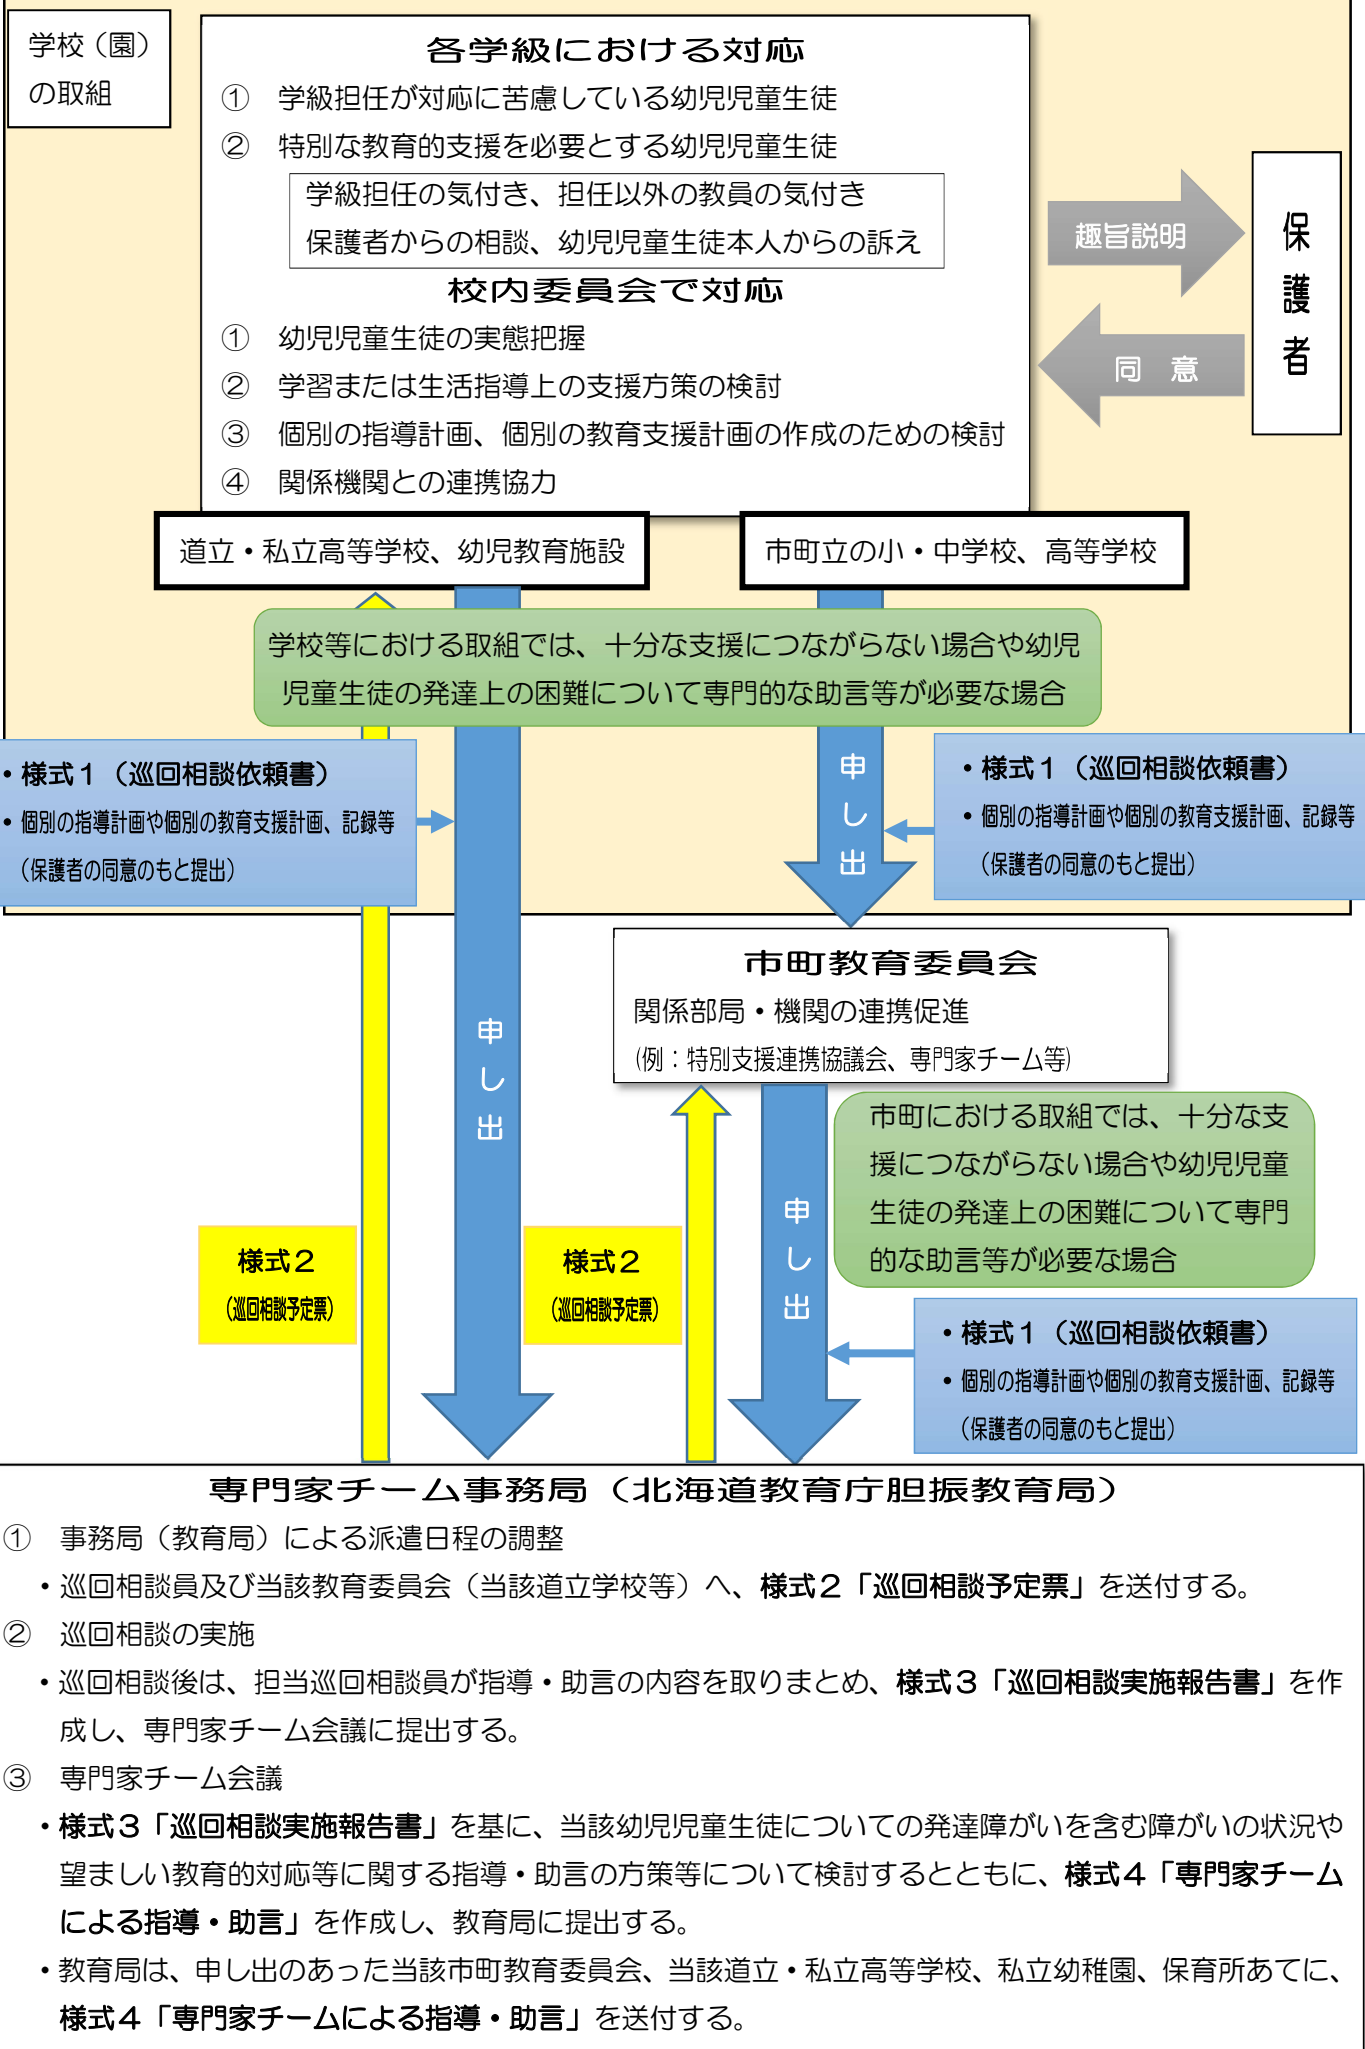 学校（園）
の取組
各学級における対応
①　学級担任が対応に苦慮している幼児児童生徒
②　特別な教育的支援を必要とする幼児児童生徒
学級担任の気付き、担任以外の教員の気付き
保護者からの相談、幼児児童生徒本人からの訴え
校内委員会で対応
①　幼児児童生徒の実態把握
②　学習または生活指導上の支援方策の検討
③　個別の指導計画、個別の教育支援計画の作成のための検討
④　関係機関との連携協力
趣旨説明
同　意
保護者
道立・私立高等学校、幼児教育施設
市町立の小・中学校、高等学校
学校等における取組では、十分な支援につながらない場合や幼児
児童生徒の発達上の困難について専門的な助言等が必要な場合
・様式１（巡回相談依頼書）
・個別の指導計画や個別の教育支援計画、記録等
（保護者の同意のもと提出）
申し出
・様式１（巡回相談依頼書）
・個別の指導計画や個別の教育支援計画、記録等
（保護者の同意のもと提出）
市町教育委員会
関係部局・機関の連携促進
(例：特別支援連携協議会、専門家チーム等)
申し出
市町における取組では、十分な支
援につながらない場合や幼児児童
生徒の発達上の困難について専門
的な助言等が必要な場合
申し出
様式２
（巡回相談予定票）
様式２
（巡回相談予定票）
・様式１（巡回相談依頼書）
・個別の指導計画や個別の教育支援計画、記録等
（保護者の同意のもと提出）
専門家チーム事務局（北海道教育庁胆振教育局）
①　事務局（教育局）による派遣日程の調整
・巡回相談員及び当該教育委員会（当該道立学校等）へ、様式２「巡回相談予定票」を送付する。
②　巡回相談の実施
・巡回相談後は、担当巡回相談員が指導・助言の内容を取りまとめ、様式３「巡回相談実施報告書」を作
成し、専門家チーム会議に提出する。
③　専門家チーム会議
・様式３「巡回相談実施報告書」を基に、当該幼児児童生徒についての発達障がいを含む障がいの状況や
望ましい教育的対応等に関する指導・助言の方策等について検討するとともに、様式４「専門家チーム
による指導・助言」を作成し、教育局に提出する。
・教育局は、申し出のあった当該市町教育委員会、当該道立・私立高等学校、私立幼稚園、保育所あてに、
様式４「専門家チームによる指導・助言」を送付する。